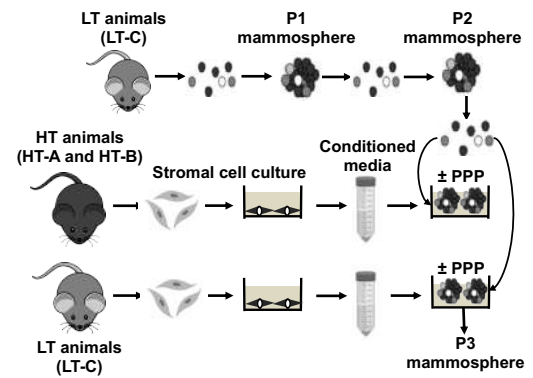 LT animals
(LT-C)
P1
mammosphere
P2
mammosphere
HT animals
(HT-A and HT-B)
Stromal cell culture
Conditioned
media
± PPP
± PPP
LT animals
(LT-C)
P3
mammosphere